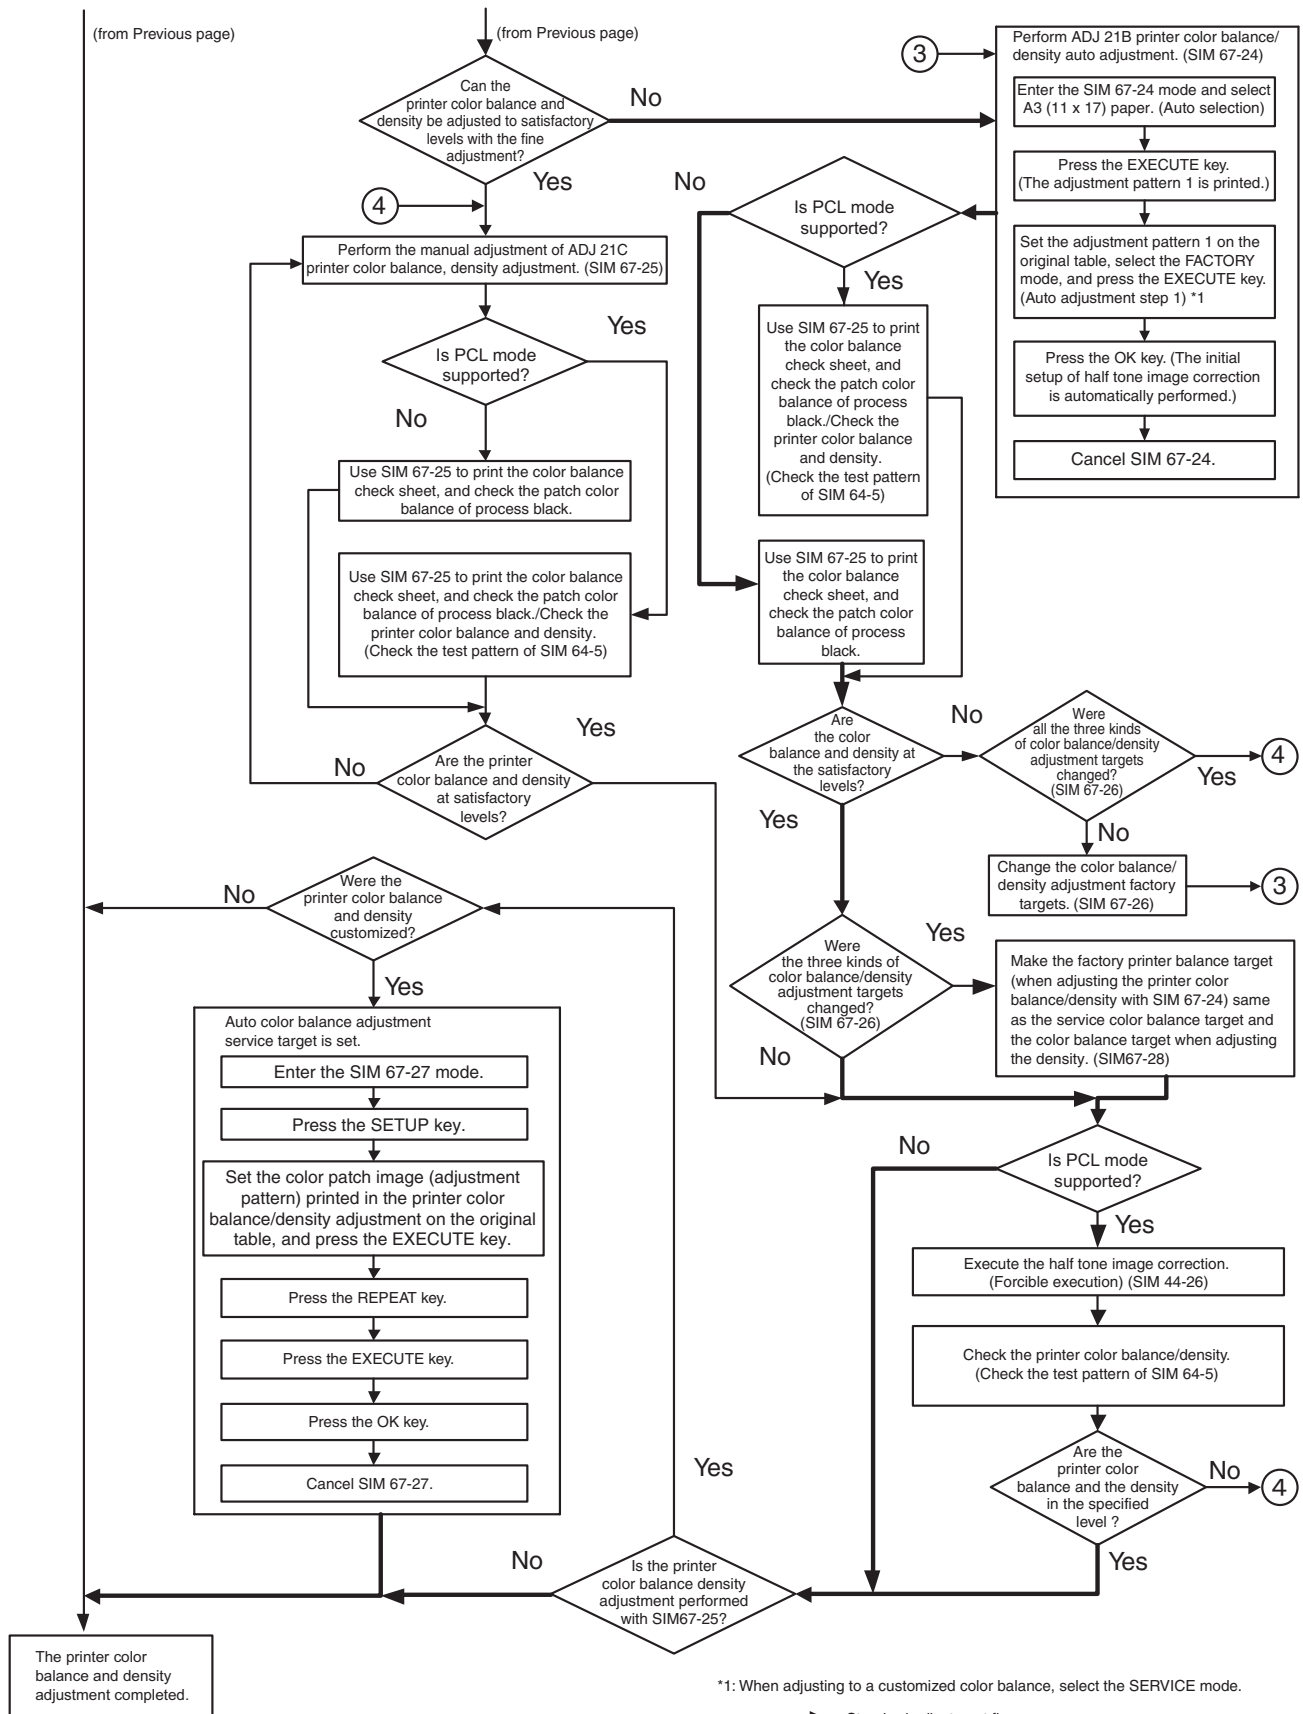 (from Previous page)
(from Previous page)
Can the
printer color balance and
density be adjusted to satisfactory
levels with the fine
adjustment?
No
Yes
4
Perform the manual adjustment of ADJ 21C
printer color balance, density adjustment. (SIM 67-25)
Is PCL mode
supported?
Yes
No
Use SIM 67-25 to print the color balance
check sheet, and check the patch color
balance of process black.
Use SIM 67-25 to print the color balance
check sheet, and check the patch color
balance of process black./Check the
printer color balance and density.
(Check the test pattern of SIM 64-5)
Are the printer
color balance and density
at satisfactory
levels?
No
Yes
3
Perform ADJ 21B printer color balance/
density auto adjustment. (SIM 67-24)
Enter the SIM 67-24 mode and select
A3 (11 x 17) paper. (Auto selection)
Press the EXECUTE key.
(The adjustment pattern 1 is printed.)
Set the adjustment pattern 1 on the
original table, select the FACTORY
mode, and press the EXECUTE key.
(Auto adjustment step 1) *1
Press the OK key. (The initial
setup of half tone image correction
is automatically performed.)
Cancel SIM 67-24.
Is PCL mode
supported?
No
Yes
Use SIM 67-25 to print
the color balance
check sheet, and
check the patch color
balance of process
black./Check the
printer color balance
and density.
(Check the test pattern
of SIM 64-5)
Use SIM 67-25 to print
the color balance
check sheet, and
check the patch color
balance of process
black.
Are
the color
balance and density at
the satisfactory
levels?
No
Yes
Were
all the three kinds
of color balance/density
adjustment targets
changed?
(SIM 67-26)
Yes
4
No
Change the color balance/
density adjustment factory
targets. (SIM 67-26)
3
Were
the three kinds of
color balance/density
adjustment targets
changed?
(SIM 67-26)
Yes
No
Make the factory printer balance target
(when adjusting the printer color
balance/density with SIM 67-24) same
as the service color balance target and
the color balance target when adjusting
the density. (SIM67-28)
Is PCL mode
supported?
No
Yes
Execute the half tone image correction.
(Forcible execution) (SIM 44-26)
Check the printer color balance/density.
(Check the test pattern of SIM 64-5)
Are the
printer color
balance and the density
in the specified
level ?
No
4
Yes
Is the printer
color balance density
adjustment performed
with SIM67-25?
Yes
No
Were the
printer color balance
and density
customized?
No
Yes
Auto color balance adjustment
service target is set.
Enter the SIM 67-27 mode.
Press the SETUP key.
Set the color patch image (adjustment
pattern) printed in the printer color
balance/density adjustment on the original
table, and press the EXECUTE key.
Press the REPEAT key.
Press the EXECUTE key.
Press the OK key.
Cancel SIM 67-27.
The printer color
balance and density
adjustment completed.
*1: When adjusting to a customized color balance, select the SERVICE mode.